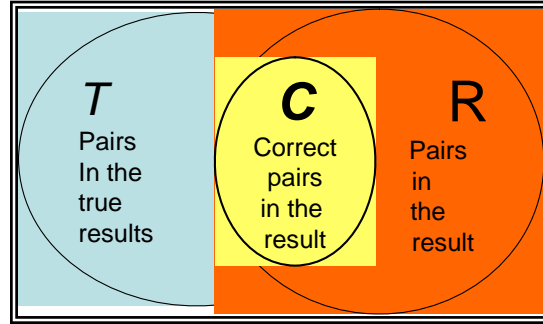 T
Pairs
In the
true
results
C
Correct
pairs
in the
result
R
Pairs
in
the
result